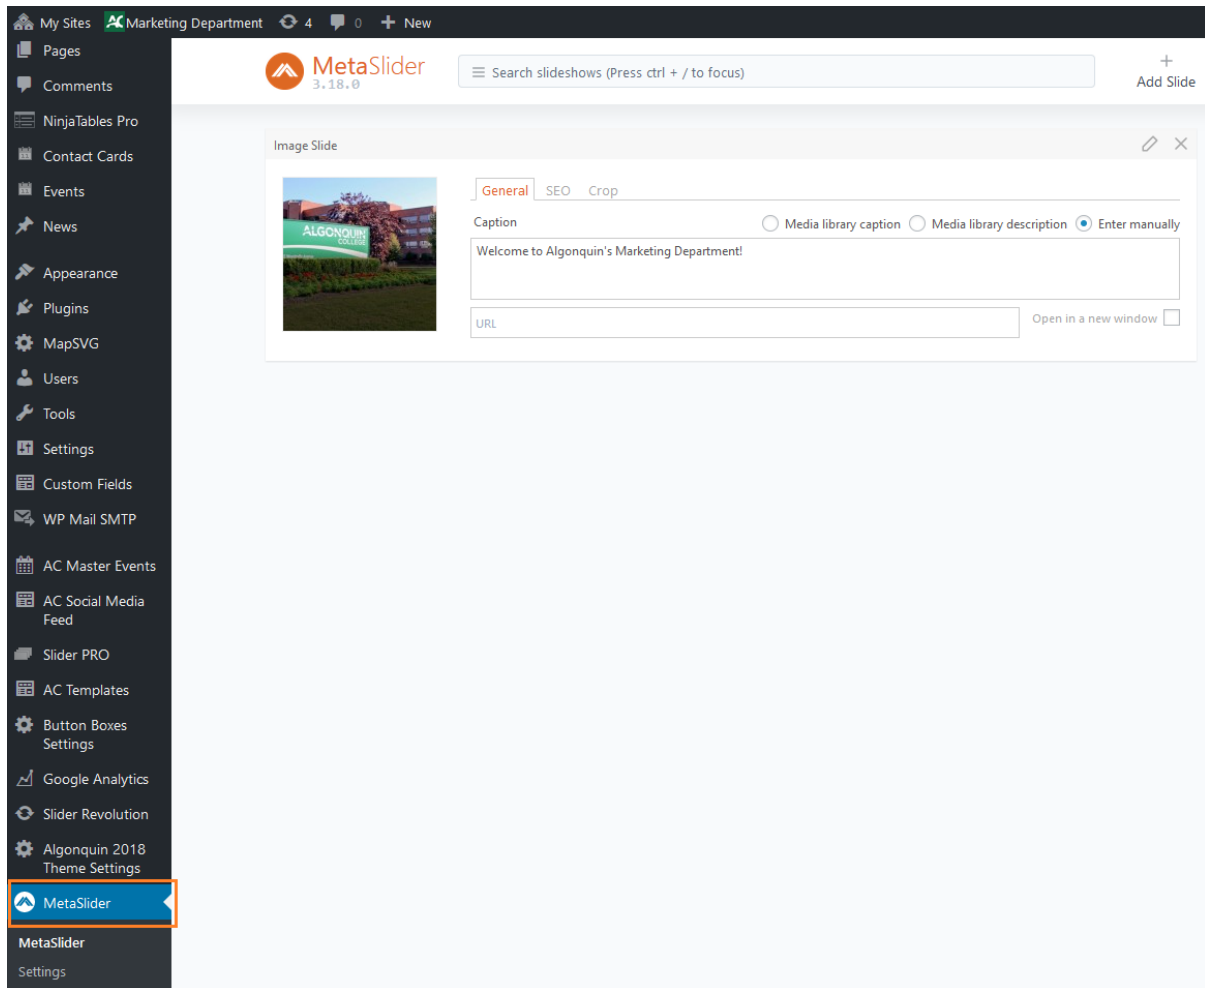 My Sites Marketing Department 4 0 New
Pages
Comments
NinjaTables Pro
Contact Cards
Events
News
Appearance
Plugins
MapSVG
Users
Tools
Settings
Custom Fields
WP Mail SMTP
AC Master Events
AC Social Media
Feed
Slider PRO
AC Templates
Button Boxes
Settings
Google Analytics
Slider Revolution
Algonquin 2018
Theme Settings
MetaSlider
MetaSlider
Settings
MetaSlider
3.18.0
Search slideshows (Press ctrl + / to focus)
Add Slide
Image Slide
ALGONQUIN
COLLEGE
General SEO Crop
Caption Media library caption Media library description Enter manually
Welcome to Algonquin's Marketing Department!
URL Open in a new window